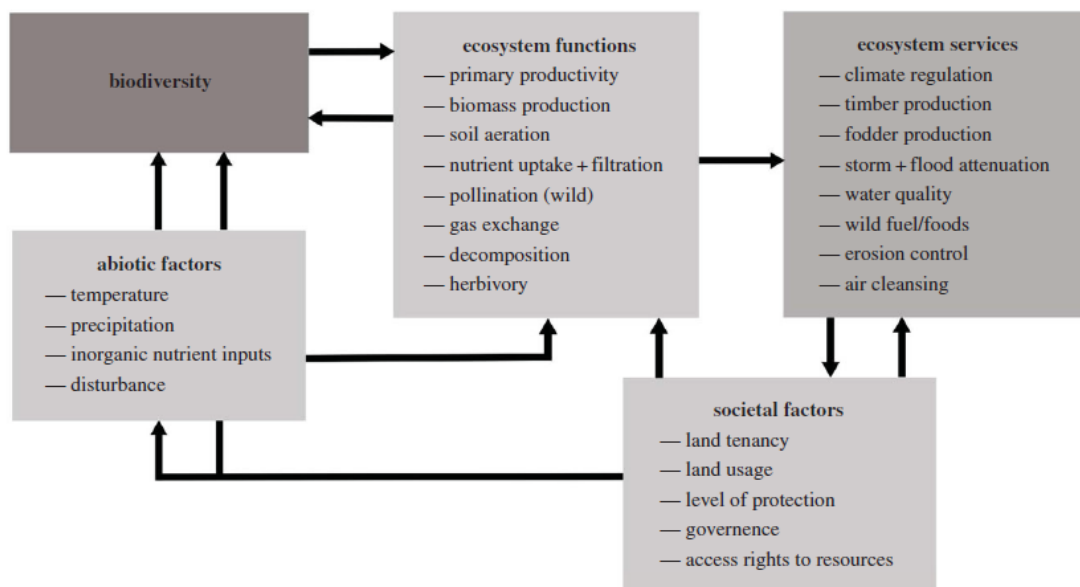 biodiversity
ecosystem functions
— primary productivity
— biomass production
— soil aeration
— nutrient uptake + filtration
— pollination (wild)
— gas exchange
— decomposition
— herbivory
ecosystem services
— climate regulation
— timber production
— fodder production
— storm + flood attenuation
— water quality
— wild fuel/foods
— erosion control
— air cleansing
abiotic factors
— temperature
— precipitation
— inorganic nutrient inputs
— disturbance
societal factors
— land tenancy
— land usage
— level of protection
— governence
— access rights to resources